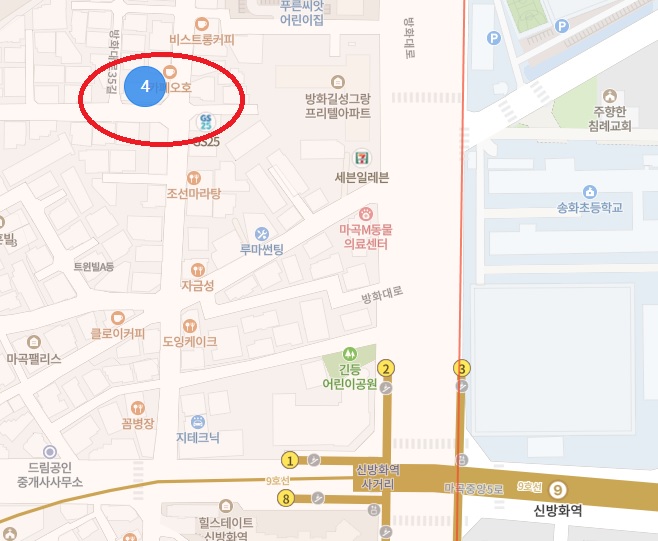 푸른씨앗
어린이집
비스트롱커피
방화대로35길
방화대로
P
P
4
카페오호
방화길성그랑
프리텔아파트
주향한
침례교회
GS
25
GS25
7
세븐일레븐
조선마라탕
송화초등학교
마곡M동물
의료센터
루마썬팅
트윈빌A동
자금성
방화대로
클로이커피
도잉케이크
마곡팰리스
2
3
긴등
어린이공원
꼼병장
지테크닉
드림공인
중개사사무소
1
신방화역
사거리
9호선
8
마곡중앙5로
9호선
9
신방화역
힐스테이트
신방화역